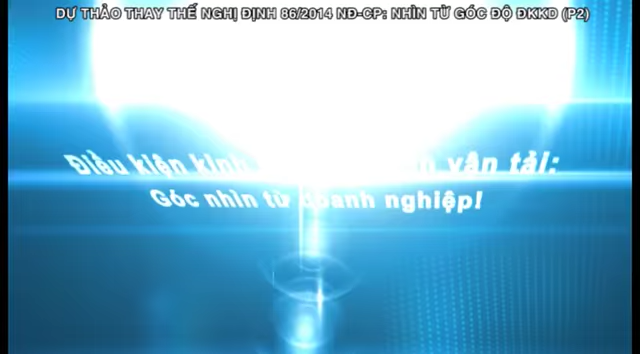 DỰ THẢO THAY THẾ NGHỊ ĐỊNH 86/2014 NĐ-CP: NHÌN TỪ GÓC ĐỘ ĐKKD (P2)
Điều kiện kinh vận tải:
Góc nhìn từ doanh nghiệp!